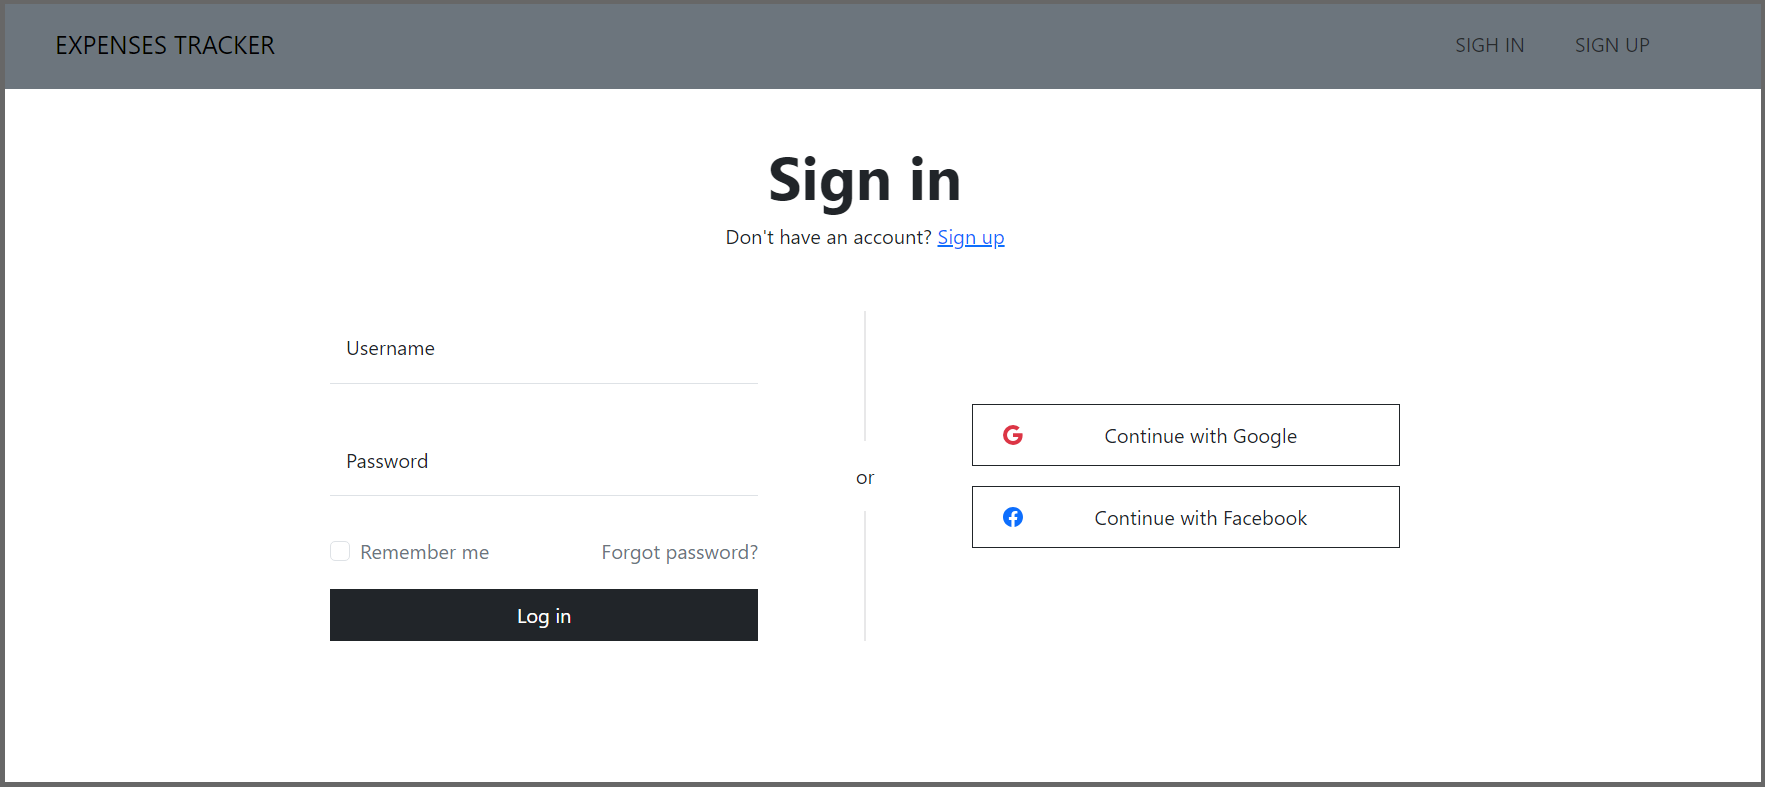 EXPENSES TRACKER
SIGH IN
SIGN UP
Sign in
Don't have an account? Sign up
Username
Password
Remember me
Forgot password?
Log in
or
Continue with Google
Continue with Facebook